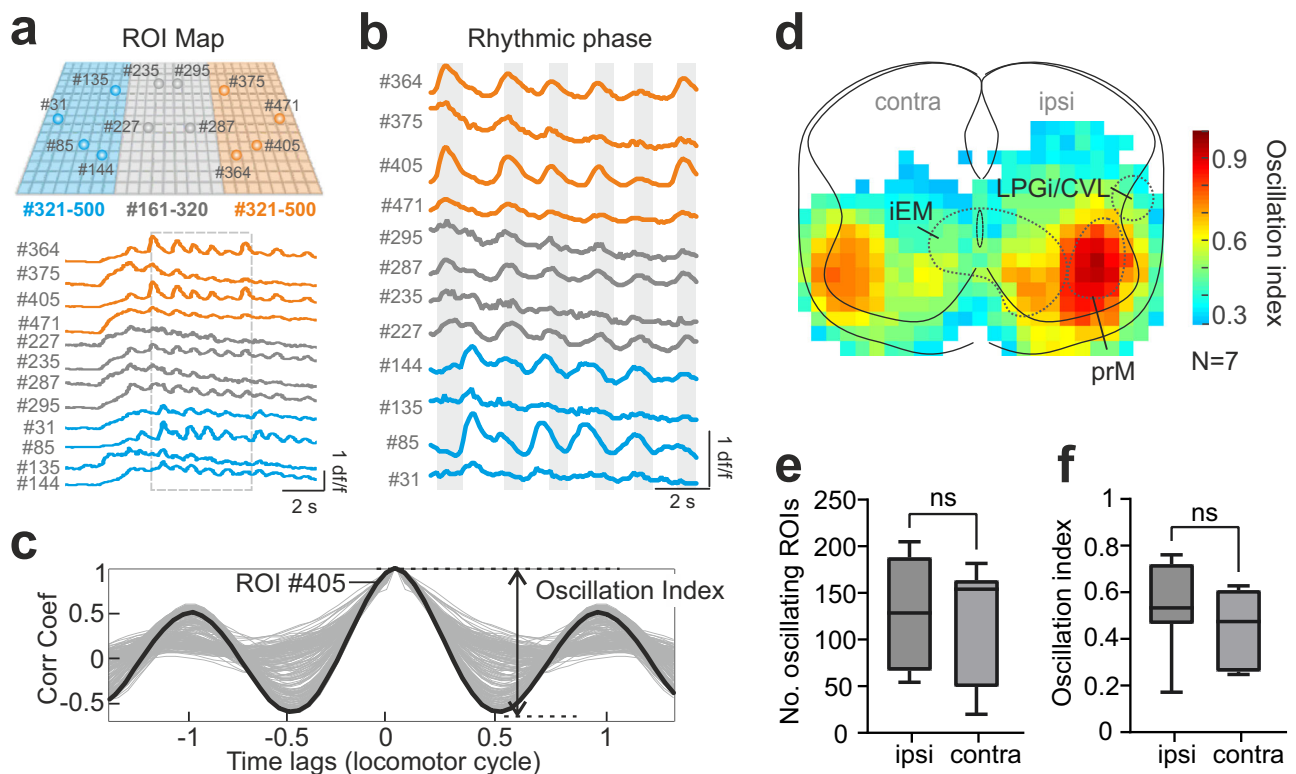 a
ROI Map
#135
#235
#295
#375
#31
#471
#227
#287
#85
#405
#144
#364
#321-500
#161-320
#321-500
#364
#375
#405
#471
#227
#235
#287
#295
#31
#85
#135
#144
1 df/f
2 s
b
Rhythmic phase
#364
#375
#405
#471
#295
#287
#235
#227
#144
#135
#85
#31
1 df/f
2 s
c
ROI #405
Oscillation Index
Corr Coef
1
0.5
0
-0.5
-1
-0.5
0
0.5
1
Time lags (locomotor cycle)
d
contra
ipsi
LPGi/CVL
iEM
prM
0.9
0.6
0.3
Oscillation index
N=7
e
No. oscillating ROIs
250
200
150
100
50
0
ns
ipsi
contra
f
Oscillation index
1
0.8
0.6
0.4
0.2
0
ns
ipsi
contra